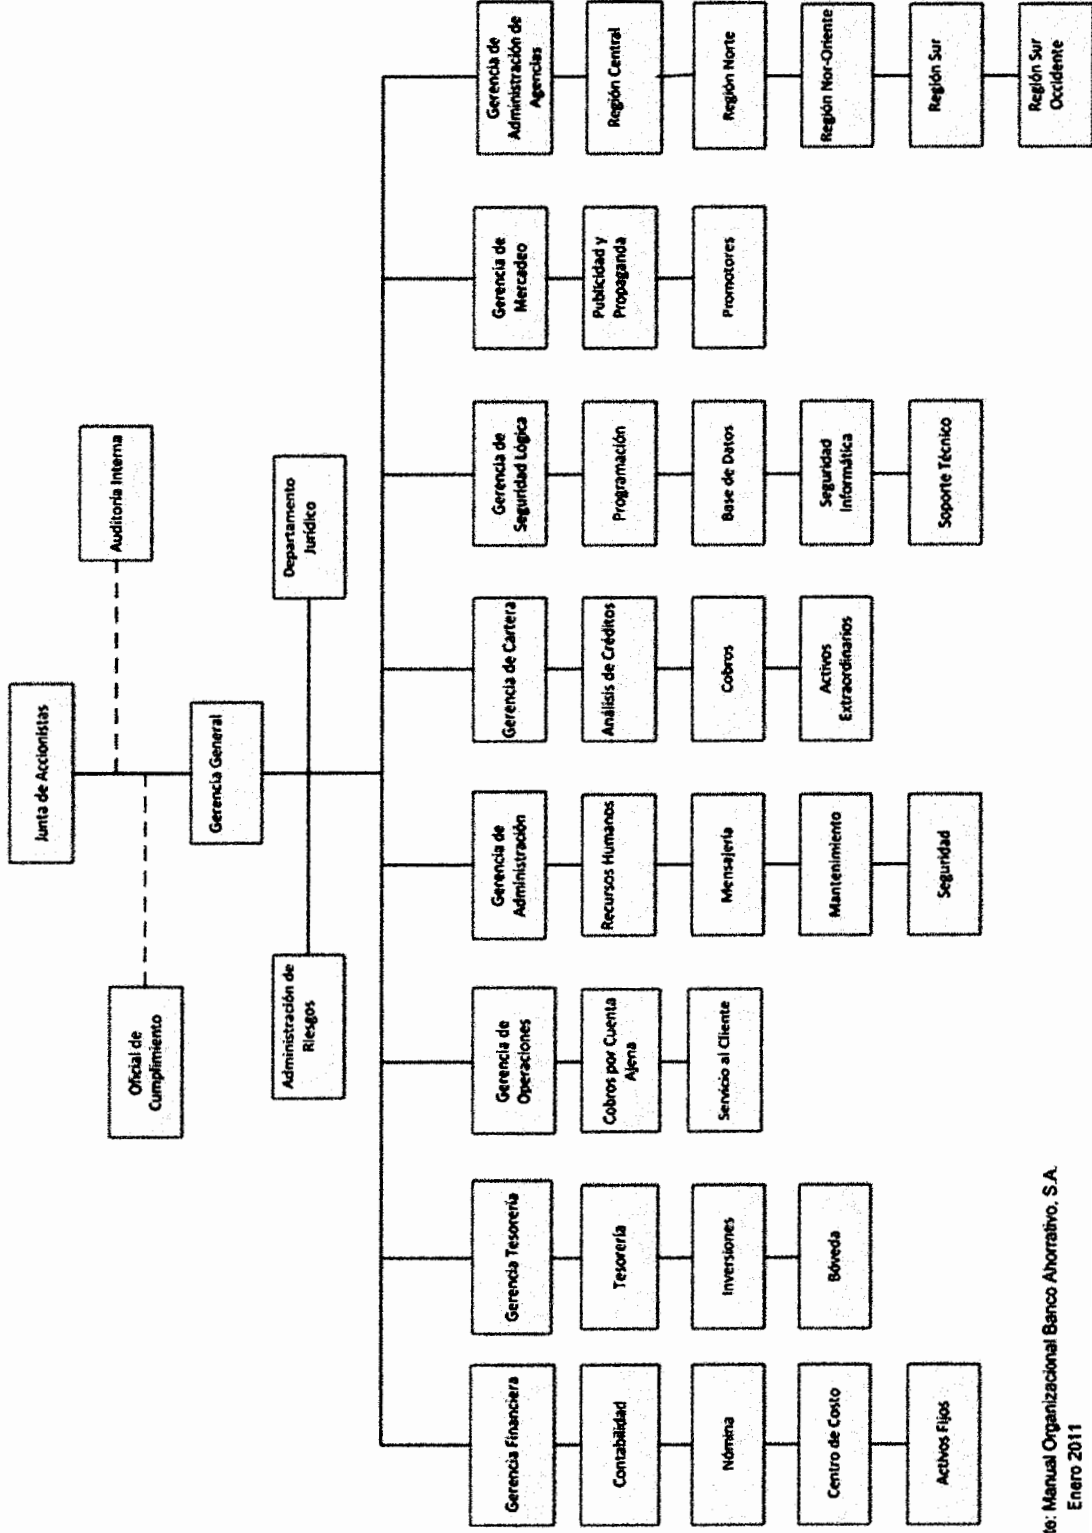 Junta de Accionistas
Auditoría Interna
Oficial de
Cumplimiento
Gerencia General
Departamento
Jurídico
Administración de
Riesgos
Gerencia Financiera
Contabilidad
Nómina
Centro de Costo
Activos Fijos
Gerencia Tesorería
Tesorería
Inversiones
Bóveda
Gerencia de
Operaciones
Cobros por Cuenta
Ajena
Servicio al Cliente
Gerencia de
Administración
Recursos Humanos
Mensajería
Mantenimiento
Seguridad
Gerencia de Cartera
Análisis de Créditos
Cobros
Activos
Extraordinarios
Gerencia de
Seguridad Lógica
Programación
Base de Datos
Seguridad
Informática
Soporte Técnico
Gerencia de
Mercadeo
Publicidad y
Propaganda
Promotores
Gerencia de
Administración de
Agencias
Región Central
Región Norte
Región Nor-Oriente
Región Sur
Región Sur
Occidente
te: Manual Organizacional Banco Ahorrativo, S.A.
Enero 2011